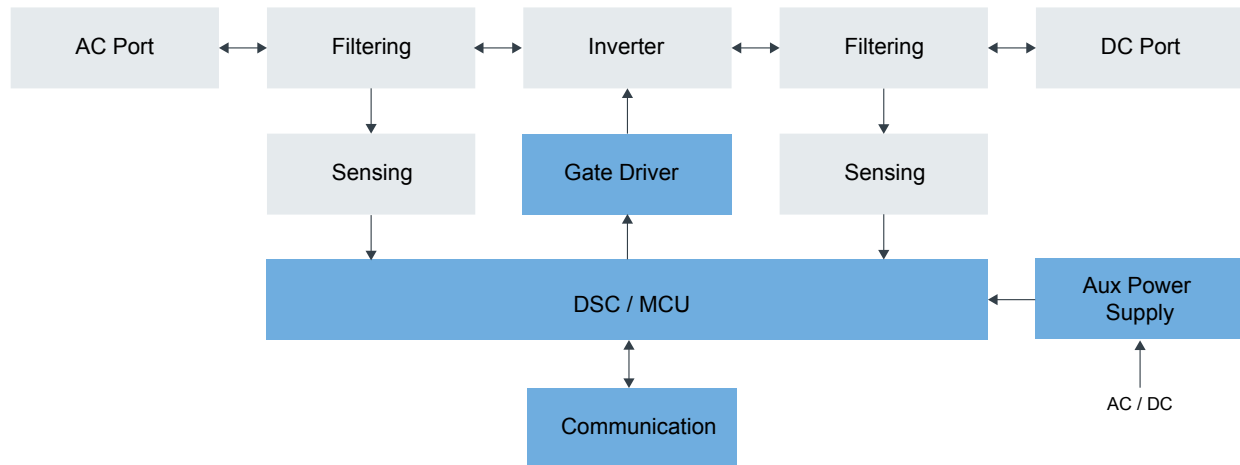 AC Port
Filtering
Inverter
Filtering
DC Port
Sensing
Gate Driver
Sensing
DSC / MCU
Aux Power
Supply
AC / DC
Communication